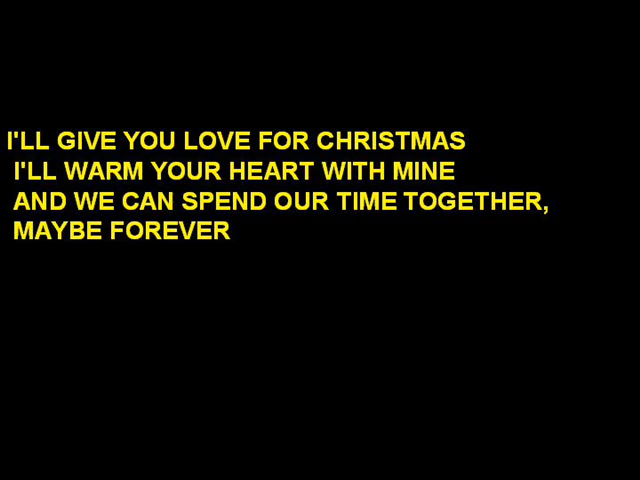 I'LL GIVE YOU LOVE FOR CHRISTMAS
I'LL WARM YOUR HEART WITH MINE
AND WE CAN SPEND OUR TIME TOGETHER,
MAYBE FOREVER